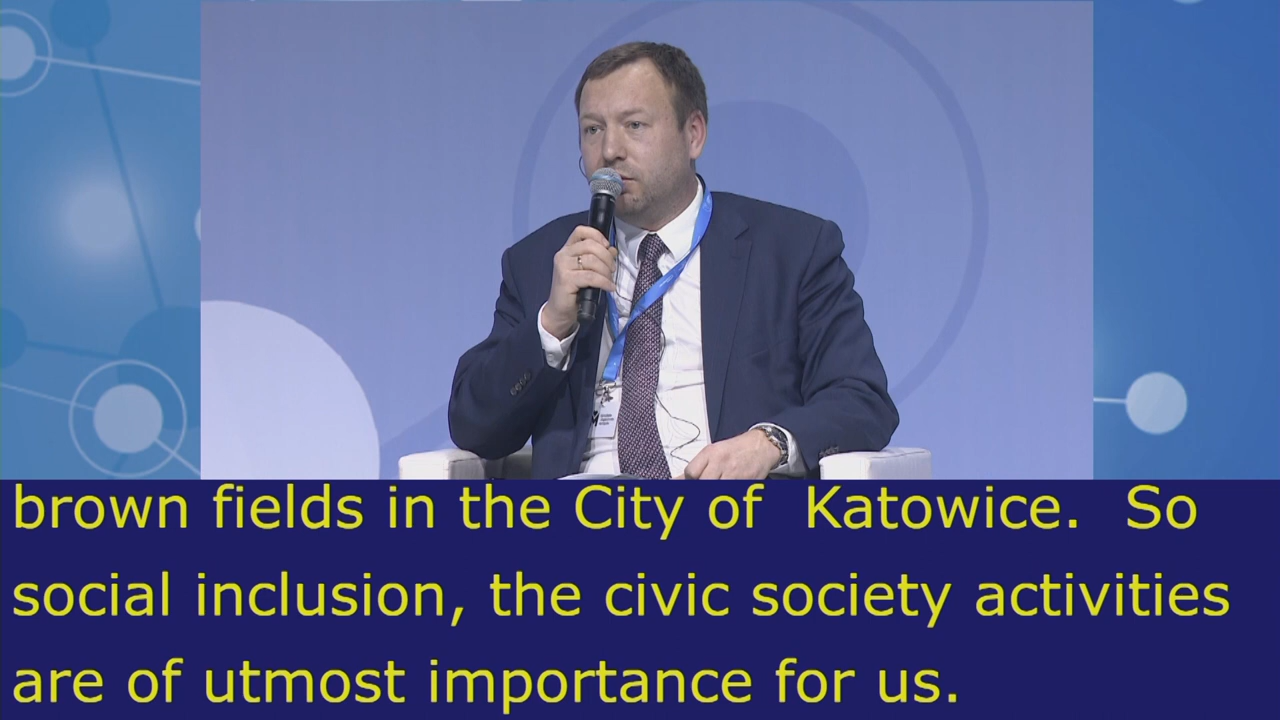 brown fields in the City of  Katowice.  So
social inclusion, the civic society activities
are of utmost importance for us.